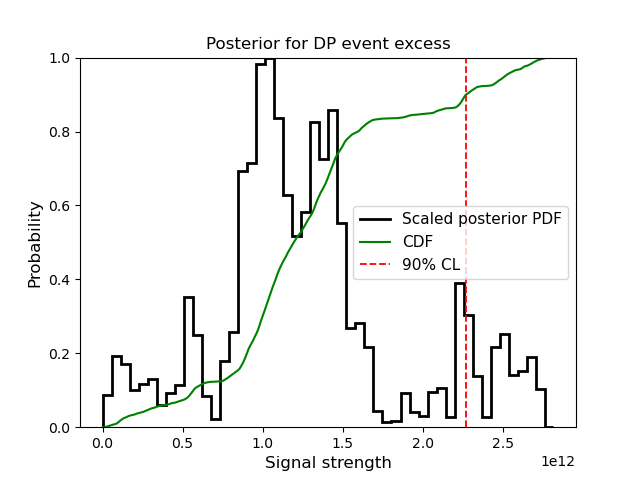 Posterior for DP event excess
1.0
0.8
0.6
0.4
0.2
0.0
Probability
Scaled posterior PDF
CDF
90% CL
0.0 0.5 1.0 1.5 2.0 2.5
1e12
Signal strength